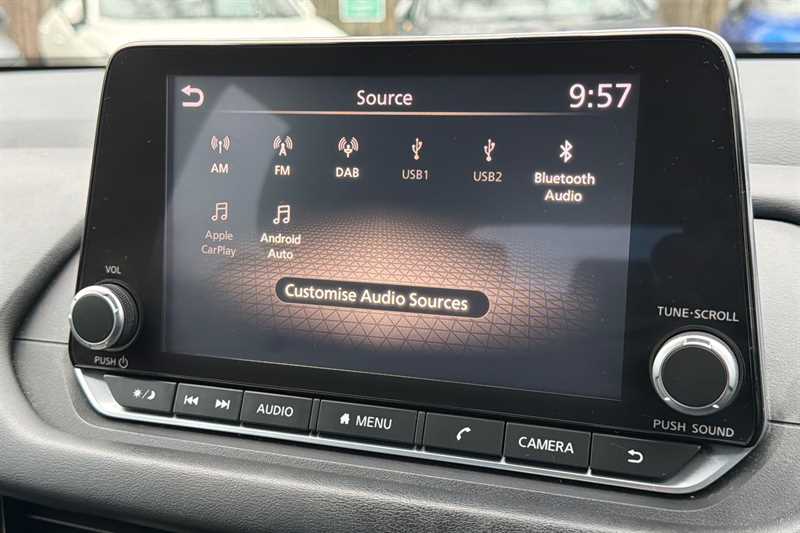 Source
9:57
AM
FM
DAB
USB1
USB2
Bluetooth
Audio
Apple
CarPlay
Android
Auto
Customise Audio Sources
VOL
PUSH
TUNE·SCROLL
PUSH SOUND
AUDIO
MENU
CAMERA